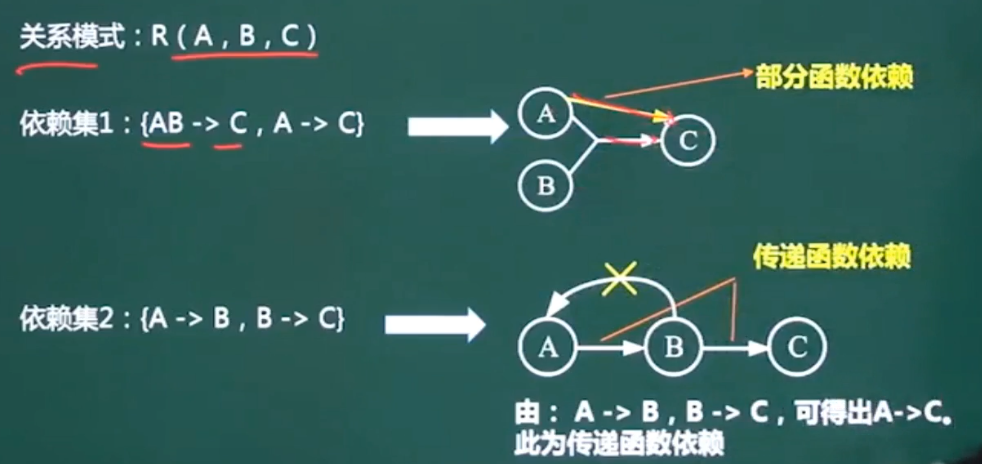 关系模式：R（A，B，C）
部分函数依赖
依赖集1：{AB -> C，A -> C}
A
C
B
传递函数依赖
依赖集2：{A -> B，B -> C}
A
B
C
由： A -> B，B -> C，可得出A->C。
此为传递函数依赖